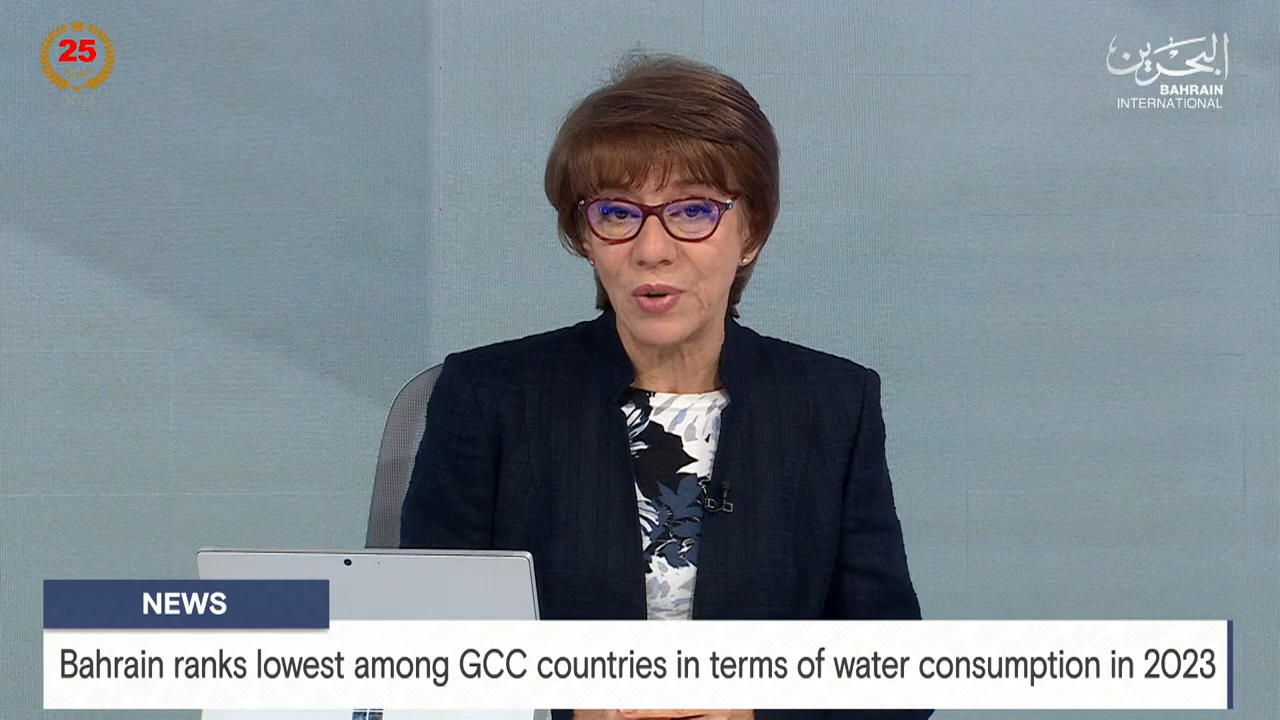 25
البحرين
BAHRAIN
INTERNATIONAL
NEWS
Bahrain ranks lowest among GCC countries in terms of water consumption in 2023